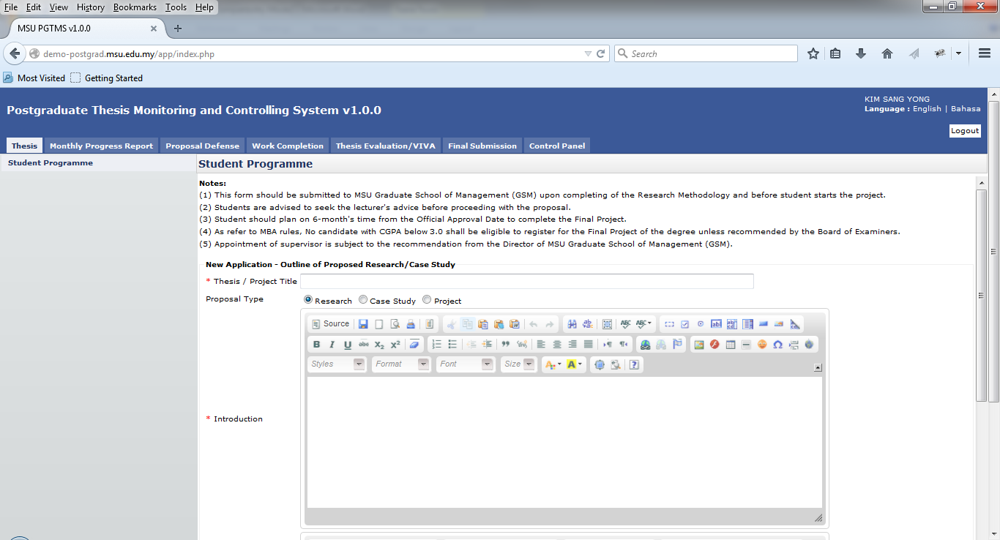 File Edit View History Bookmarks Tools Help
MSU PGTMS v1.0.0
demo-postgrad.msu.edu.my/app/index.php
Search
Most Visited Getting Started
KIM SANG YONG
Language : English | Bahasa
Postgraduate Thesis Monitoring and Controlling System v1.0.0
Logout
Thesis Monthly Progress Report Proposal Defense Work Completion Thesis Evaluation/VIVA Final Submission Control Panel
Student Programme
Student Programme
Notes:
(1) This form should be submitted to MSU Graduate School of Management (GSM) upon completing of the Research Methodology and before student starts the project.
(2) Students are advised to seek the lecturer's advice before proceeding with the proposal.
(3) Student should plan on 6-month's time from the Official Approval Date to complete the Final Project.
(4) As refer to MBA rules, No candidate with CGPA below 3.0 shall be eligible to register for the Final Project of the degree unless recommended by the Board of Examiners.
(5) Appointment of supervisor is subject to the recommendation from the Director of MSU Graduate School of Management (GSM).
New Application - Outline of Proposed Research/Case Study
* Thesis / Project Title
Proposal Type Research Case Study Project
Source
Styles Format Font Size
* Introduction